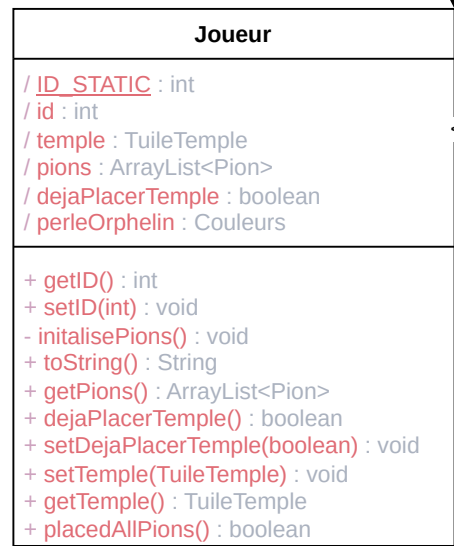 Joueur
/ ID_STATIC : int
/ id : int
/ temple : TuileTemple
/ pions : ArrayList<Pion>
/ dejaPlacerTemple : boolean
/ perleOrphelin : Couleurs
+ getID() : int
+ setID(int) : void
- initalisePions() : void
+ toString() : String
+ getPions() : ArrayList<Pion>
+ dejaPlacerTemple() : boolean
+ setDejaPlacerTemple(boolean) : void
+ setTemple(TuileTemple) : void
+ getTemple() : TuileTemple
+ placedAllPions() : boolean